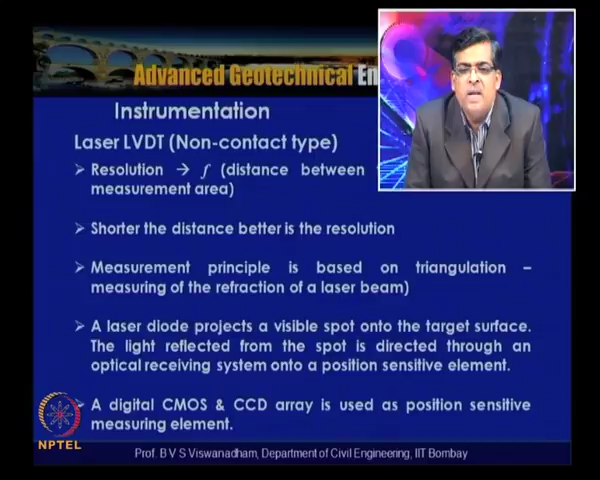 Advanced Geotechnical En
Instrumentation
Laser LVDT (Non-contact type)
➢ Resolution → f (distance between
measurement area)
➢ Shorter the distance better is the resolution
➢ Measurement principle is based on triangulation –
measuring of the refraction of a laser beam)
➢ A laser diode projects a visible spot onto the target surface.
The light reflected from the spot is directed through an
optical receiving system onto a position sensitive element.
➢ A digital CMOS & CCD array is used as position sensitive
measuring element.
NPTEL
Prof. B V S Viswanadham, Department of Civil Engineering, IIT Bombay